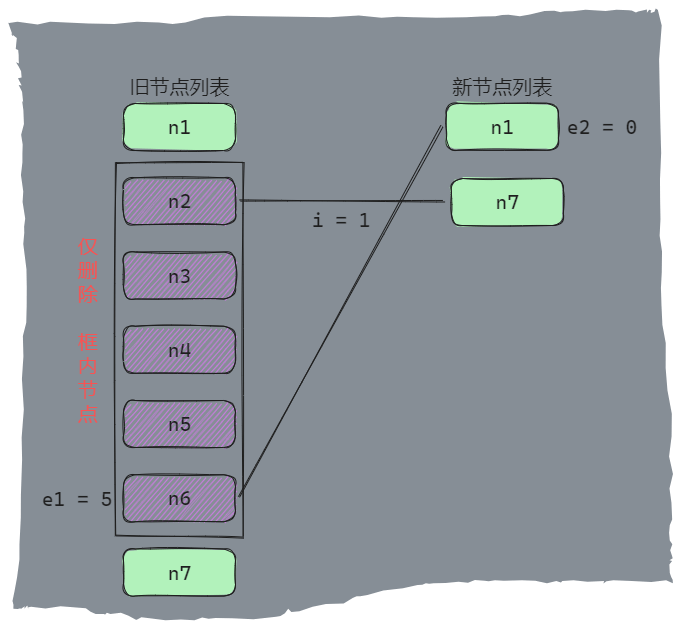 旧节点列表
新节点列表
n1
n1
e2 = 0
n2
n7
i = 1
仅删除 框内节点
n3
n4
n5
e1 = 5
n6
n7